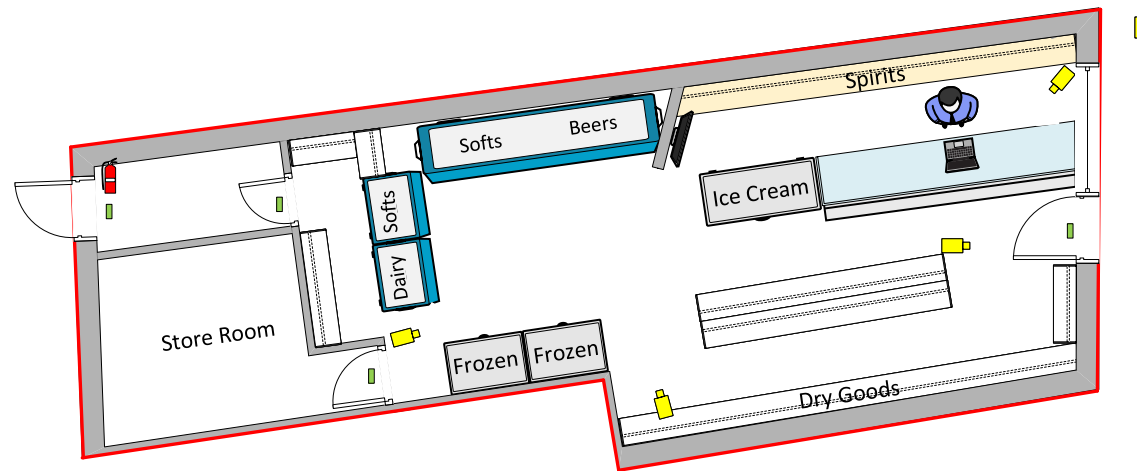 Spirits
Beers
Softs
Ice Cream
Softs
Dairy
Store Room
Frozen
Frozen
Dry Goods